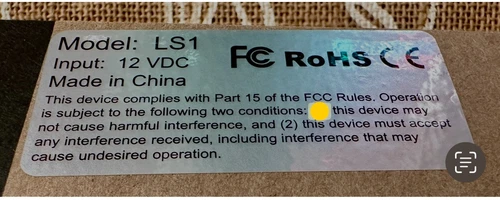 Model: LS1
FC RoHS CE
Input: 12 VDC
Made in China
This device complies with Part 15 of the FCC Rules. Operation
is subject to the following two conditions: this device may
not cause harmful interference, and (2) this device must accept
any interference received, including interference that may
cause undesired operation.